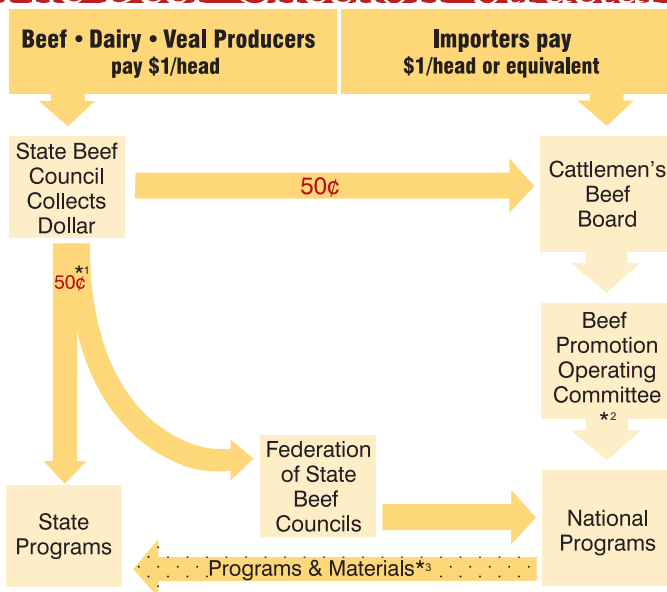 Beef • Dairy • Veal Producers
pay $1/head
Importers pay
$1/head or equivalent
State Beef
Council
Collects
Dollar
50¢
Cattlemen's
Beef
Board
50¢*1
Beef
Promotion
Operating
Committee
*2
Federation
of State
Beef
Councils
State
Programs
National
Programs
Programs & Materials*3